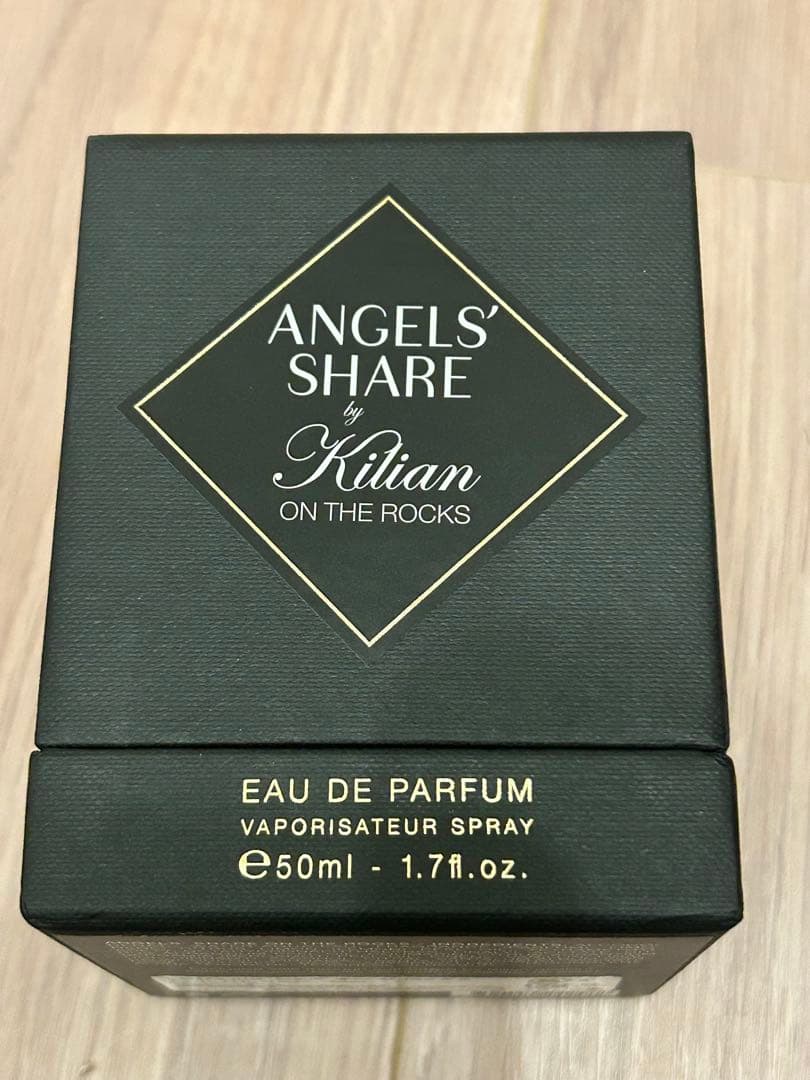 ANGELS’
SHARE
by
Kilian
ON THE ROCKS
EAU DE PARFUM
VAPORISATEUR SPRAY
℮50ml - 1.7fl.oz.